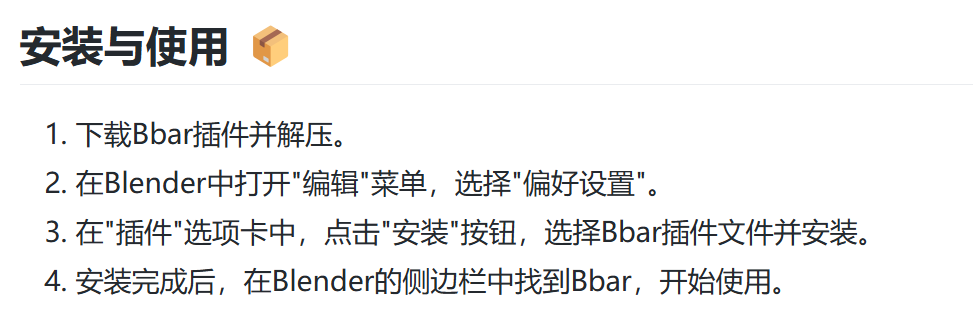 安装与使用 📦
1. 下载Bbar插件并解压。
2. 在Blender中打开"编辑"菜单，选择"偏好设置"。
3. 在"插件"选项卡中，点击"安装"按钮，选择Bbar插件文件并安装。
4. 安装完成后，在Blender的侧边栏中找到Bbar，开始使用。